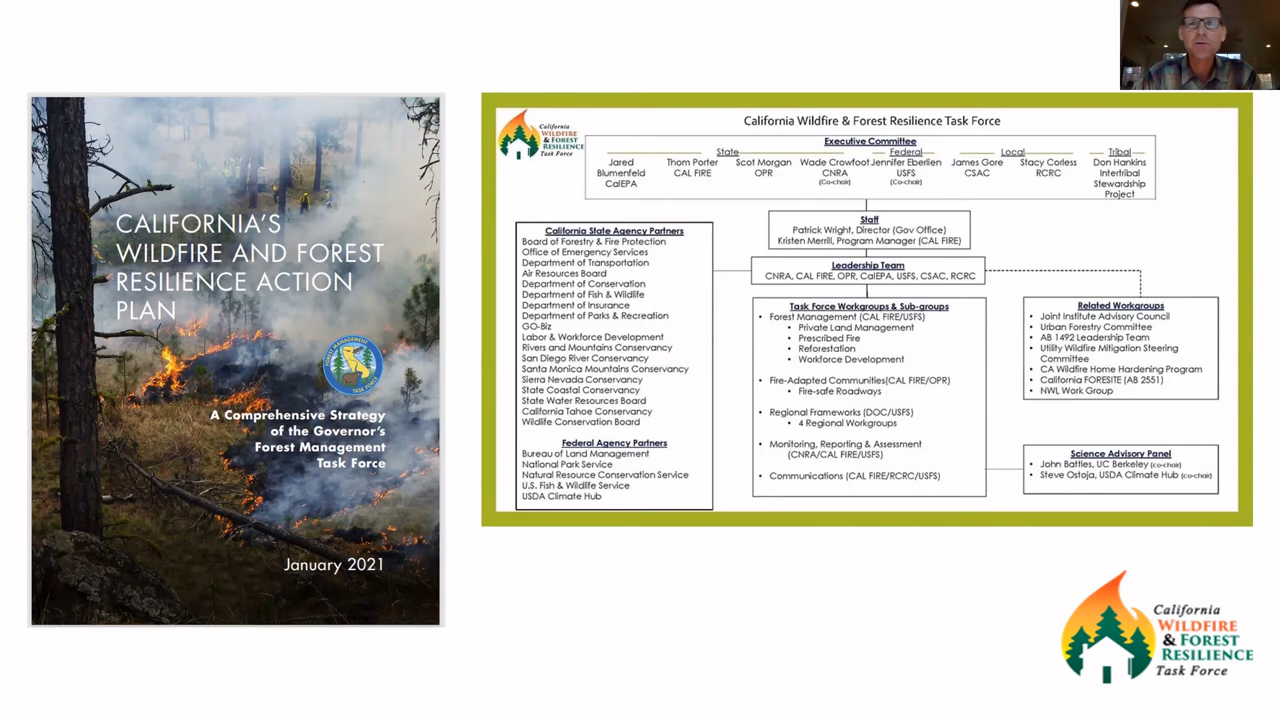 CALIFORNIA'S
WILDFIRE AND FOREST
RESILIENCE ACTION
PLAN
FOREST MANAGEMENT
TASK FORCE
A Comprehensive Strategy
of the Governor's
Forest Management
Task Force
January 2021
California
WILDFIRE
& FOREST
RESILIENCE
Task Force
California Wildfire & Forest Resilience Task Force
Executive Committee
State
Federal
Local
Tribal
Jared
Blumenfeld
CalEPA
Thom Porter
CAL FIRE
Scot Morgan
OPR
Wade Crowfoot
CNRA
(Co-chair)
Jennifer Eberlien
USFS
(Co-chair)
James Gore
CSAC
Stacy Corless
RCRC
Don Hankins
Intertribal
Stewardship
Project
Staff
Patrick Wright, Director (Gov Office)
Kristen Merrill, Program Manager (CAL FIRE)
Leadership Team
CNRA, CAL FIRE, OPR, CalEPA, USFS, CSAC, RCRC
California State Agency Partners
Board of Forestry & Fire Protection
Office of Emergency Services
Department of Transportation
Air Resources Board
Department of Conservation
Department of Fish & Wildlife
Department of Insurance
Department of Parks & Recreation
GO-Biz
Labor & Workforce Development
Rivers and Mountains Conservancy
San Diego River Conservancy
Santa Monica Mountains Conservancy
Sierra Nevada Conservancy
State Coastal Conservancy
State Water Resources Board
California Tahoe Conservancy
Wildlife Conservation Board
Federal Agency Partners
Bureau of Land Management
National Park Service
Natural Resource Conservation Service
U.S. Fish & Wildlife Service
USDA Climate Hub
Task Force Workgroups & Sub-groups
• Forest Management (CAL FIRE/USFS)
• Private Land Management
• Prescribed Fire
• Reforestation
• Workforce Development
• Fire-Adapted Communities(CAL FIRE/OPR)
• Fire-safe Roadways
• Regional Frameworks (DOC/USFS)
• 4 Regional Workgroups
• Monitoring, Reporting & Assessment
(CNRA/CAL FIRE/USFS)
• Communications (CAL FIRE/RCRC/USFS)
Related Workgroups
• Joint Institute Advisory Council
• Urban Forestry Committee
• AB 1492 Leadership Team
• Utility Wildfire Mitigation Steering
Committee
• CA Wildfire Home Hardening Program
• California FORESITE (AB 2551)
• NWL Work Group
Science Advisory Panel
• John Battles, UC Berkeley (co-chair)
• Steve Ostoja, USDA Climate Hub (co-chair)
California
WILDFIRE
& FOREST
RESILIENCE
Task Force